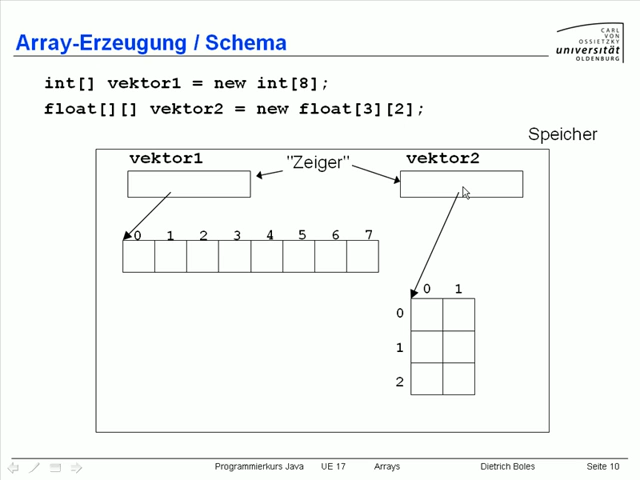 Array-Erzeugung / Schema
CARL
VON
OSSIETZKY
universität
OLDENBURG
int[] vektor1 = new int[8];
float[][] vektor2 = new float[3][2];
Speicher
vektor1
"Zeiger"
vektor2
0 1 2 3 4 5 6 7
0 1
0
1
2
Programmierkurs Java UE 17 Arrays Dietrich Boles Seite 10